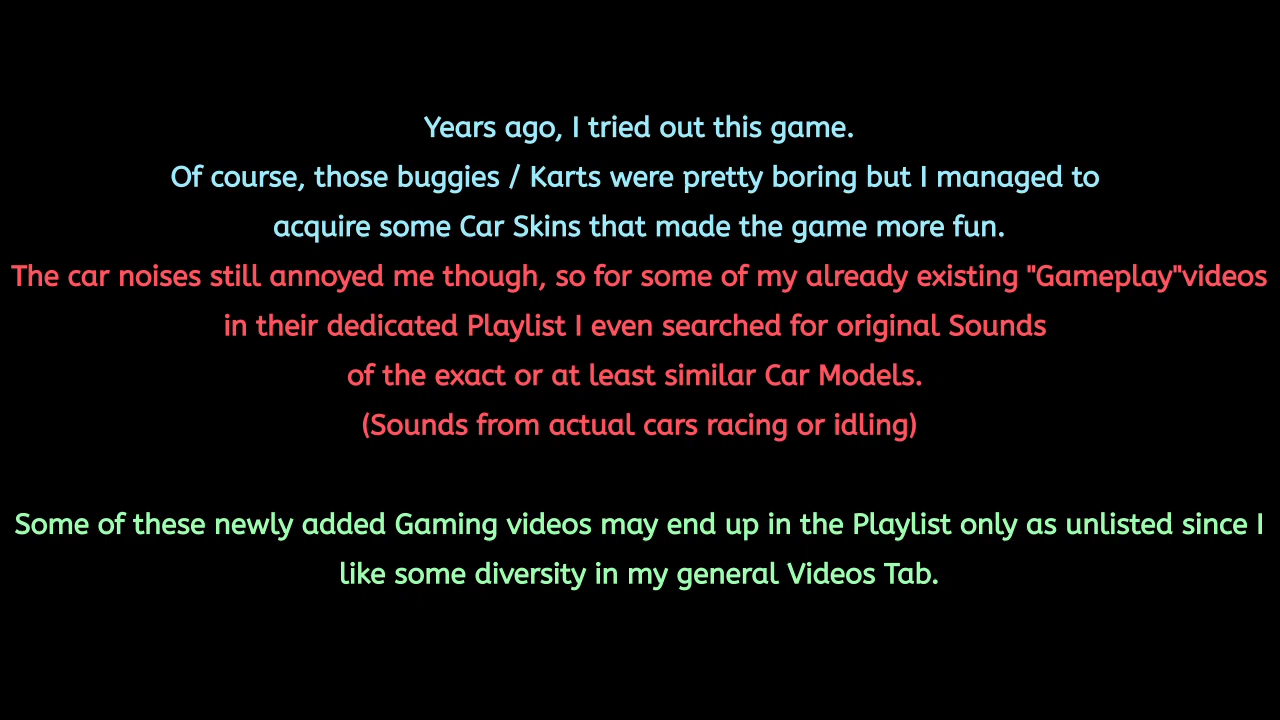 Years ago, I tried out this game.
Of course, those buggies / Karts were pretty boring but I managed to
acquire some Car Skins that made the game more fun.
The car noises still annoyed me though, so for some of my already existing "Gameplay"videos
in their dedicated Playlist I even searched for original Sounds
of the exact or at least similar Car Models.
(Sounds from actual cars racing or idling)
Some of these newly added Gaming videos may end up in the Playlist only as unlisted since I
like some diversity in my general Videos Tab.